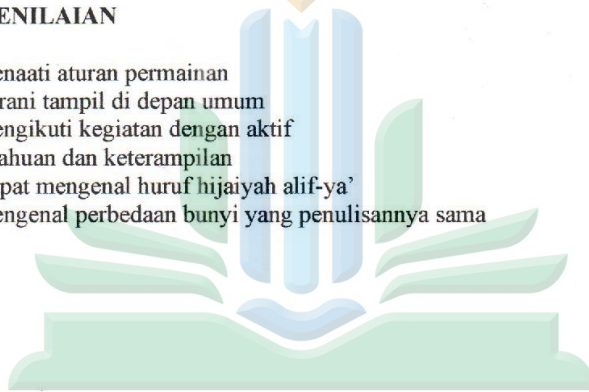 ENILAIAN
enaati aturan permainan
rani tampil di depan umum
engikuti kegiatan dengan aktif
ahuan dan keterampilan
pat mengenal huruf hijaiyah alif-ya’
engenal perbedaan bunyi yang penulisannya sama